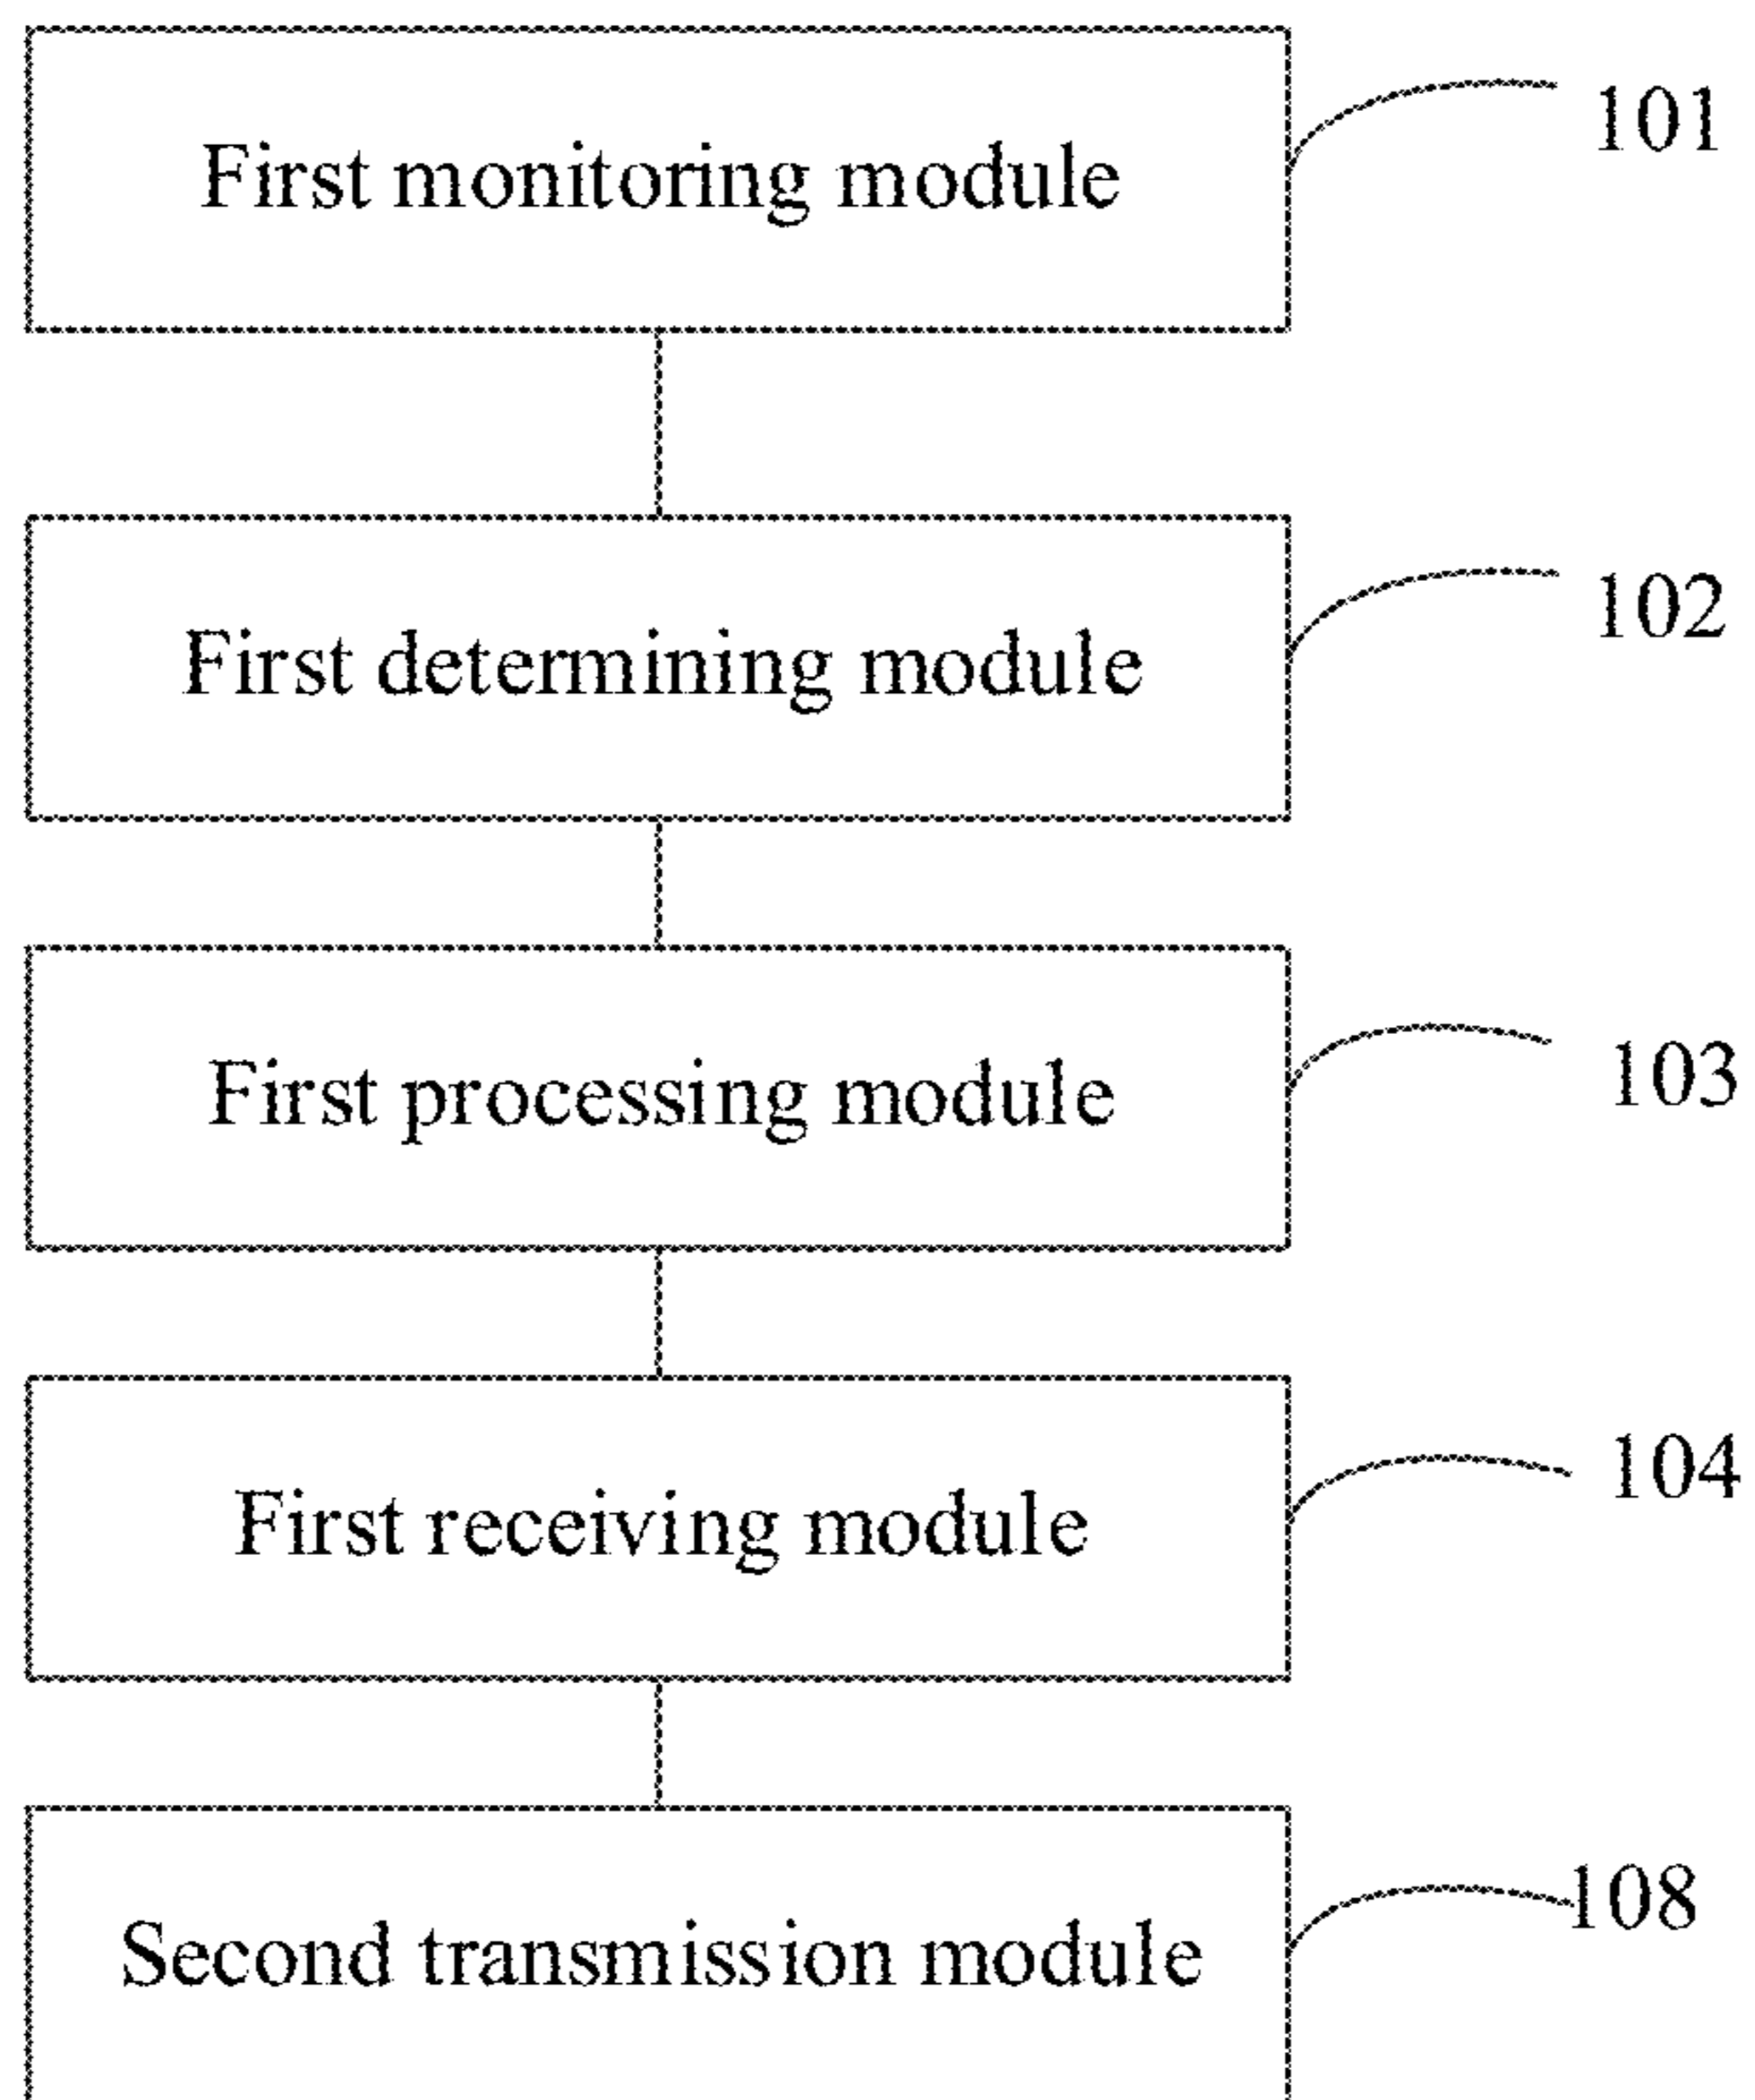 First monitoring module
101
First determining module
102
First processing module
103
First receiving module
104
Second transmission module
108